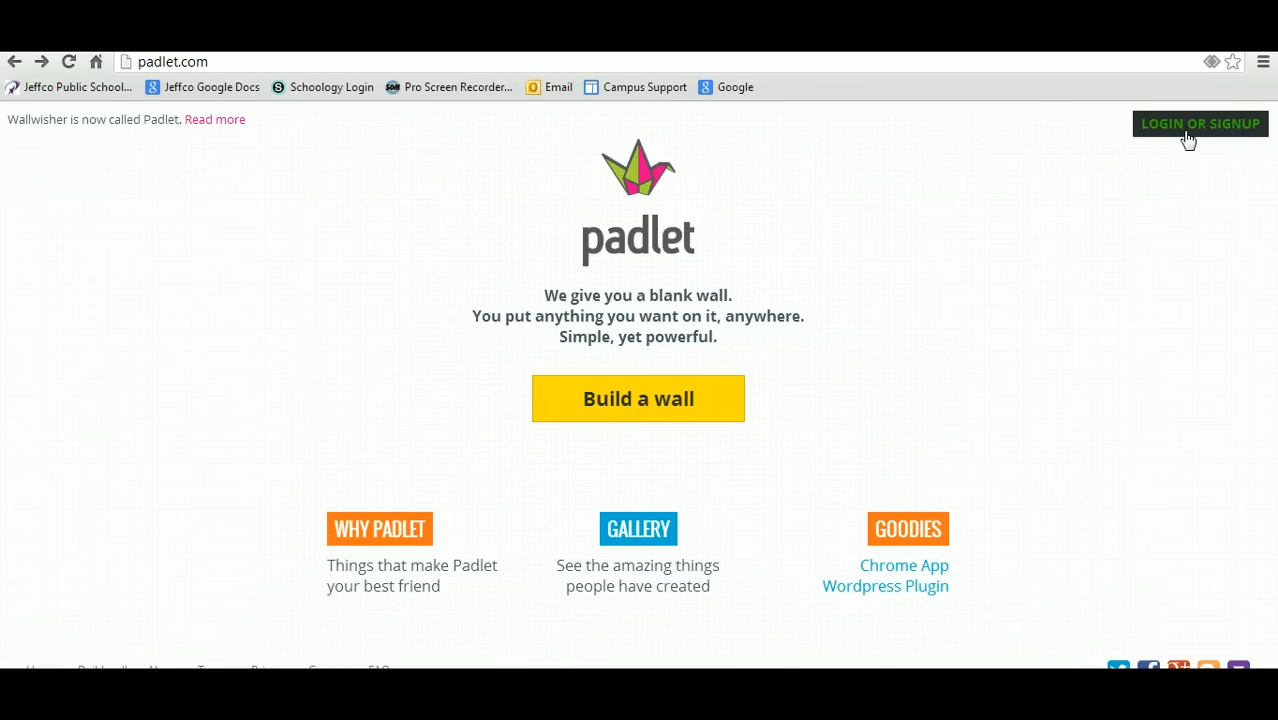 padlet.com
Jeffco Public School... Jeffco Google Docs Schoology Login Pro Screen Recorder... Email Campus Support Google
Wallwisher is now called Padlet. Read more
LOGIN OR SIGNUP
padlet
We give you a blank wall.
You put anything you want on it, anywhere.
Simple, yet powerful.
Build a wall
WHY PADLET
Things that make Padlet
your best friend
GALLERY
See the amazing things
people have created
GOODIES
Chrome App
Wordpress Plugin